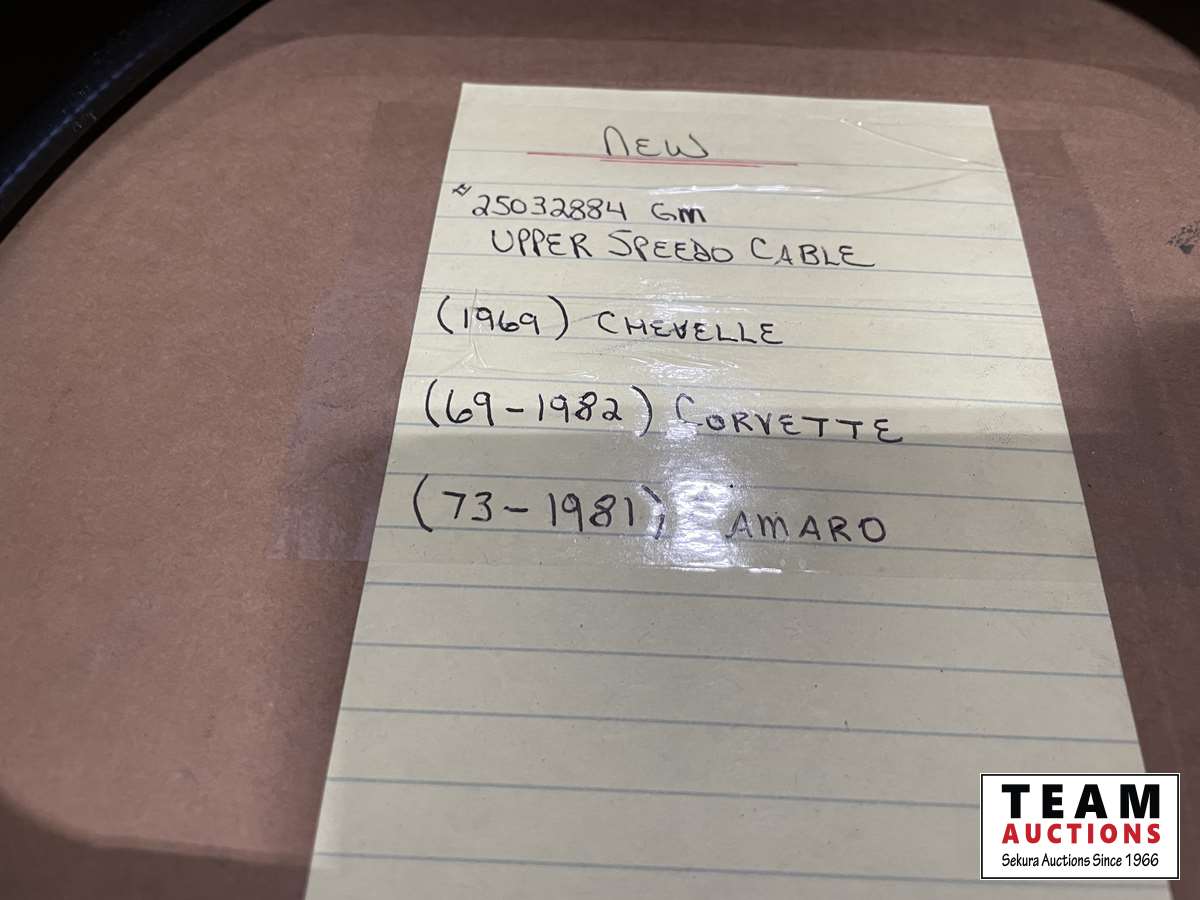 NEW
#25032884 GM
UPPER SPEEDO CABLE
(1969) CHEVELLE
(69-1982) CORVETTE
(73-1981) CAMARO
TEAM
AUCTIONS
Sekura Auctions Since 1966